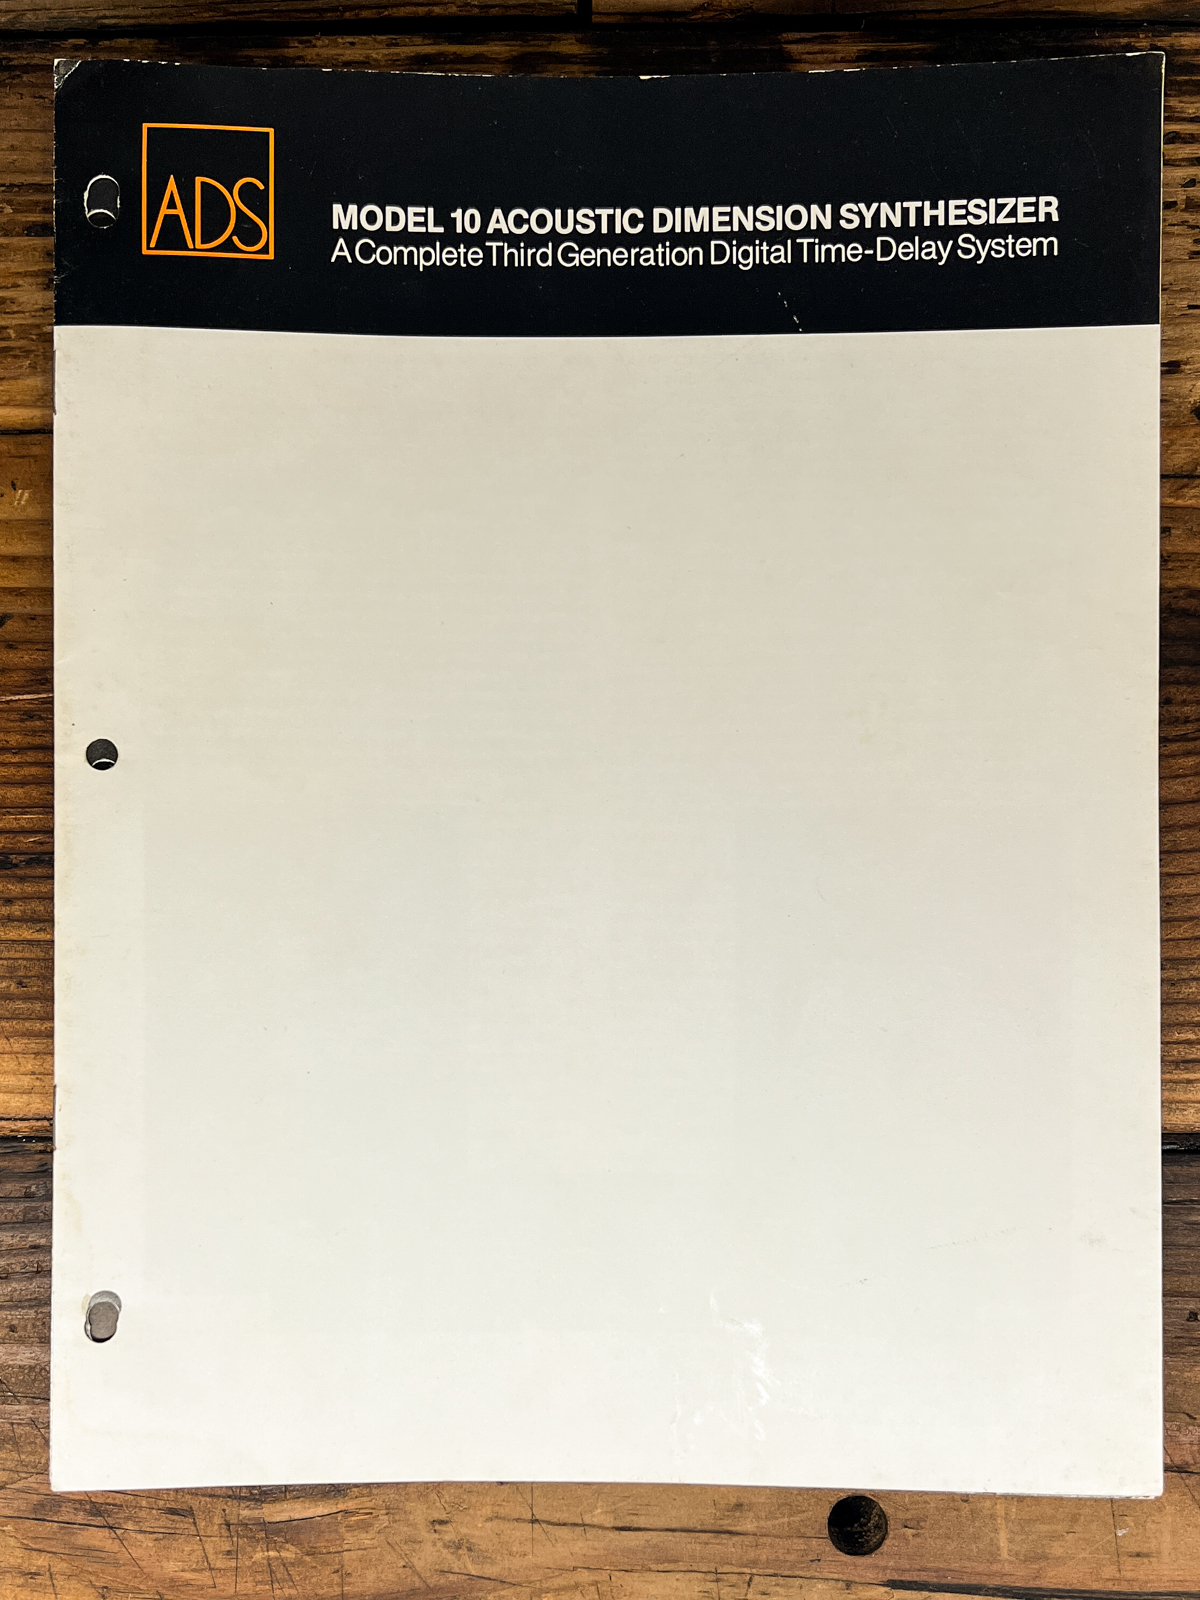 ADS
MODEL 10 ACOUSTIC DIMENSION SYNTHESIZER
A Complete Third Generation Digital Time-Delay System